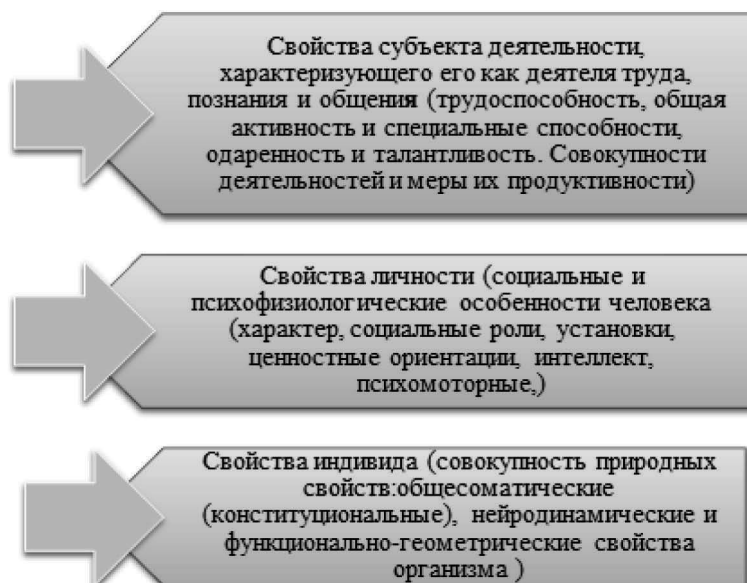 Свойства субъекта деятельности,
характеризующего его как деятеля труда,
познания и общения (трудоспособность, общая
активность и специальные способности,
одаренность и талантливость. Совокупности
деятельностей и меры их продуктивности)
Свойства личности (социальные и
психофизиологические особенности человека
(характер, социальные роли, установки,
ценностные ориентации, интеллект,
психомоторные,)
Свойства индивида (совокупность природных
свойств:общесоматические
(конституциональные), нейродинамические и
функционально-геометрические свойства
организма )